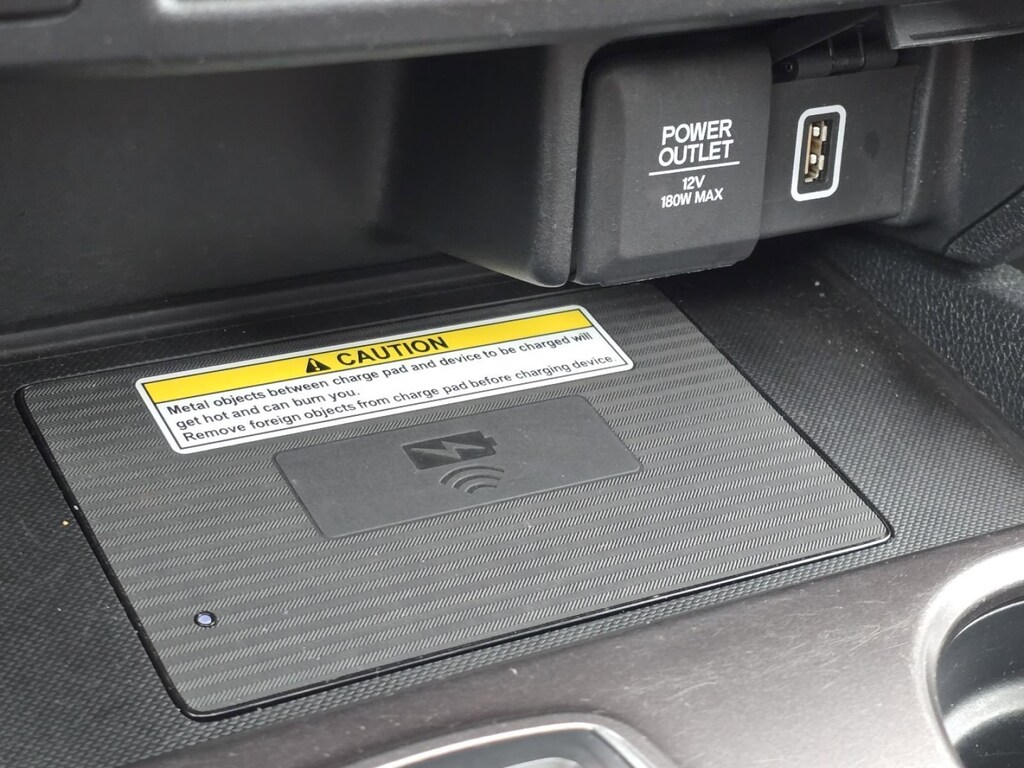 POWER
OUTLET
12V
180W MAX
CAUTION
Metal objects between charge pad and device to be charged will
get hot and can burn you.
Remove foreign objects from charge pad before charging device